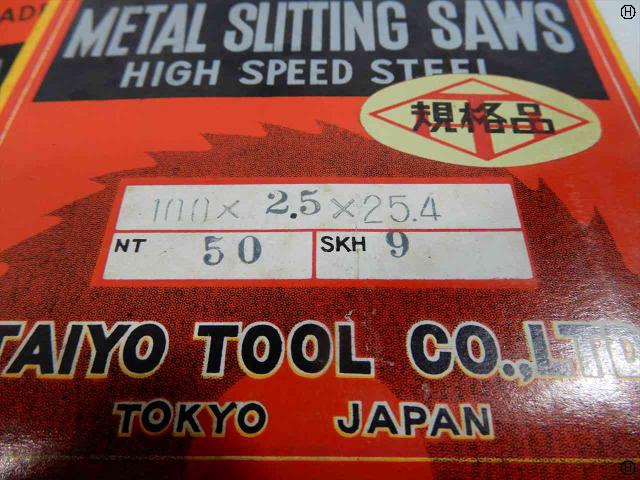 METAL SLITTING SAWS
HIGH SPEED STEEL
規格品
100 × 2.5 × 25.4
NT 50 SKH 9
TAIYO TOOL CO., LTD
TOKYO JAPAN